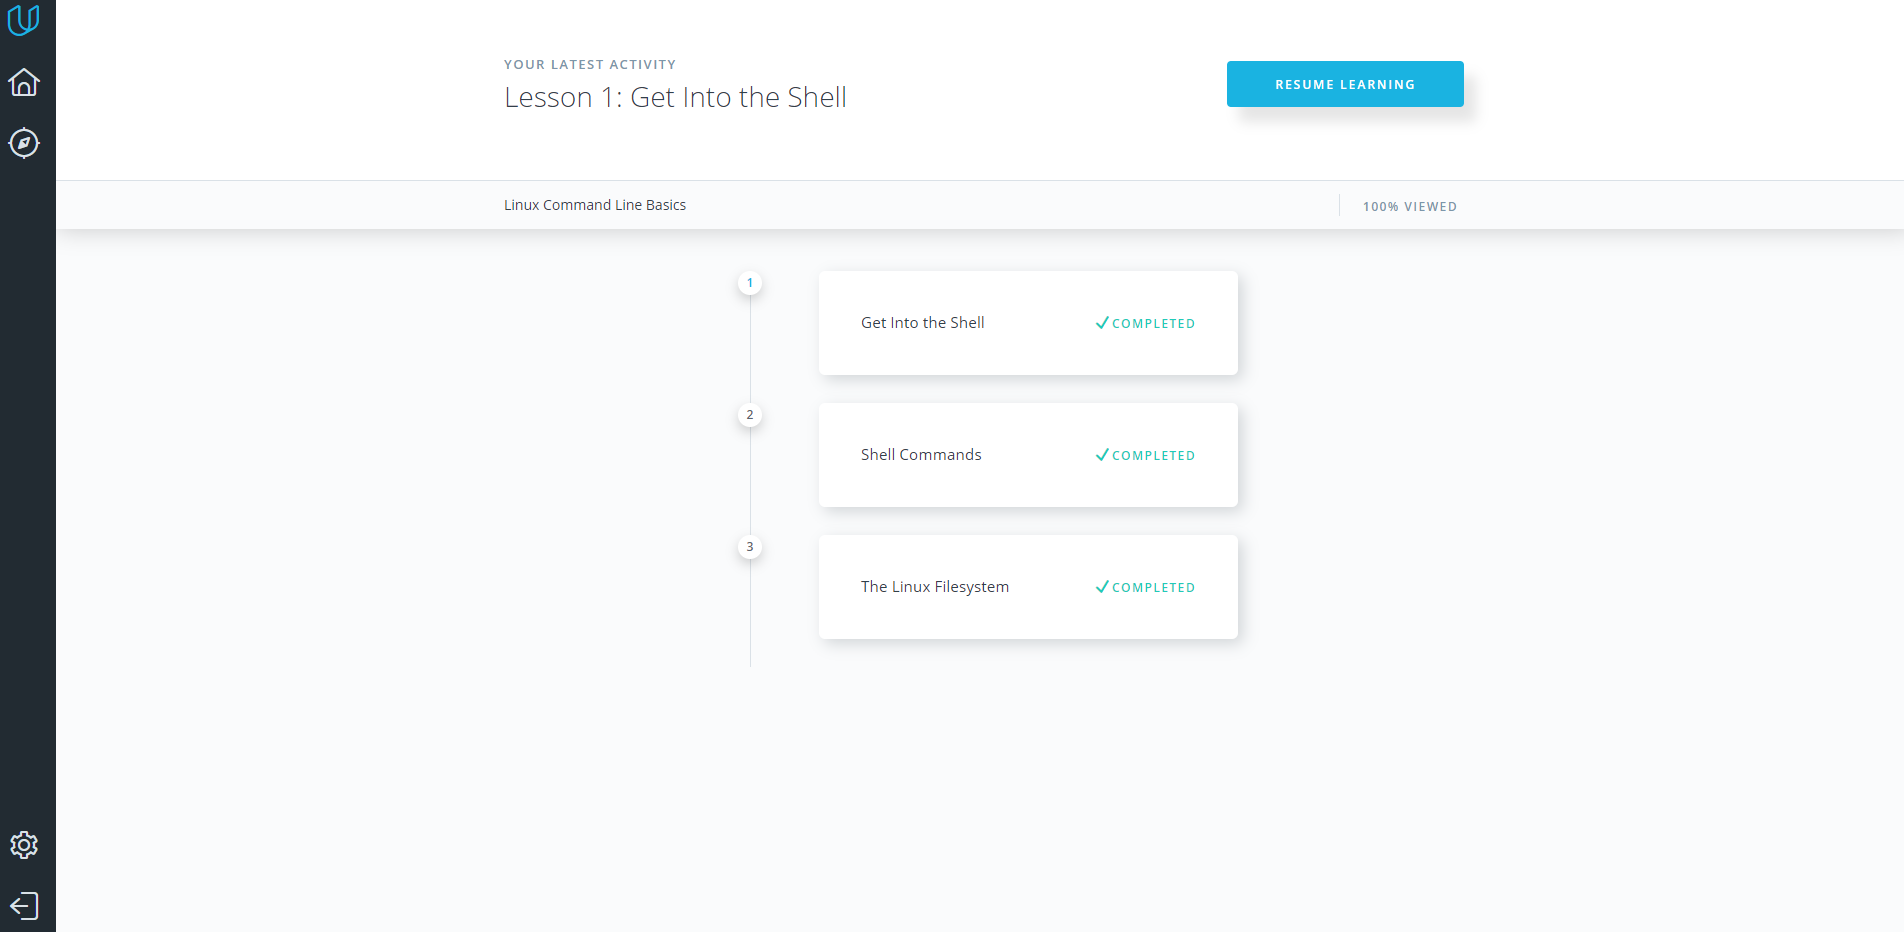 YOUR LATEST ACTIVITY
Lesson 1: Get Into the Shell
RESUME LEARNING
Linux Command Line Basics
100% VIEWED
1
Get Into the Shell
COMPLETED
2
Shell Commands
COMPLETED
3
The Linux Filesystem
COMPLETED